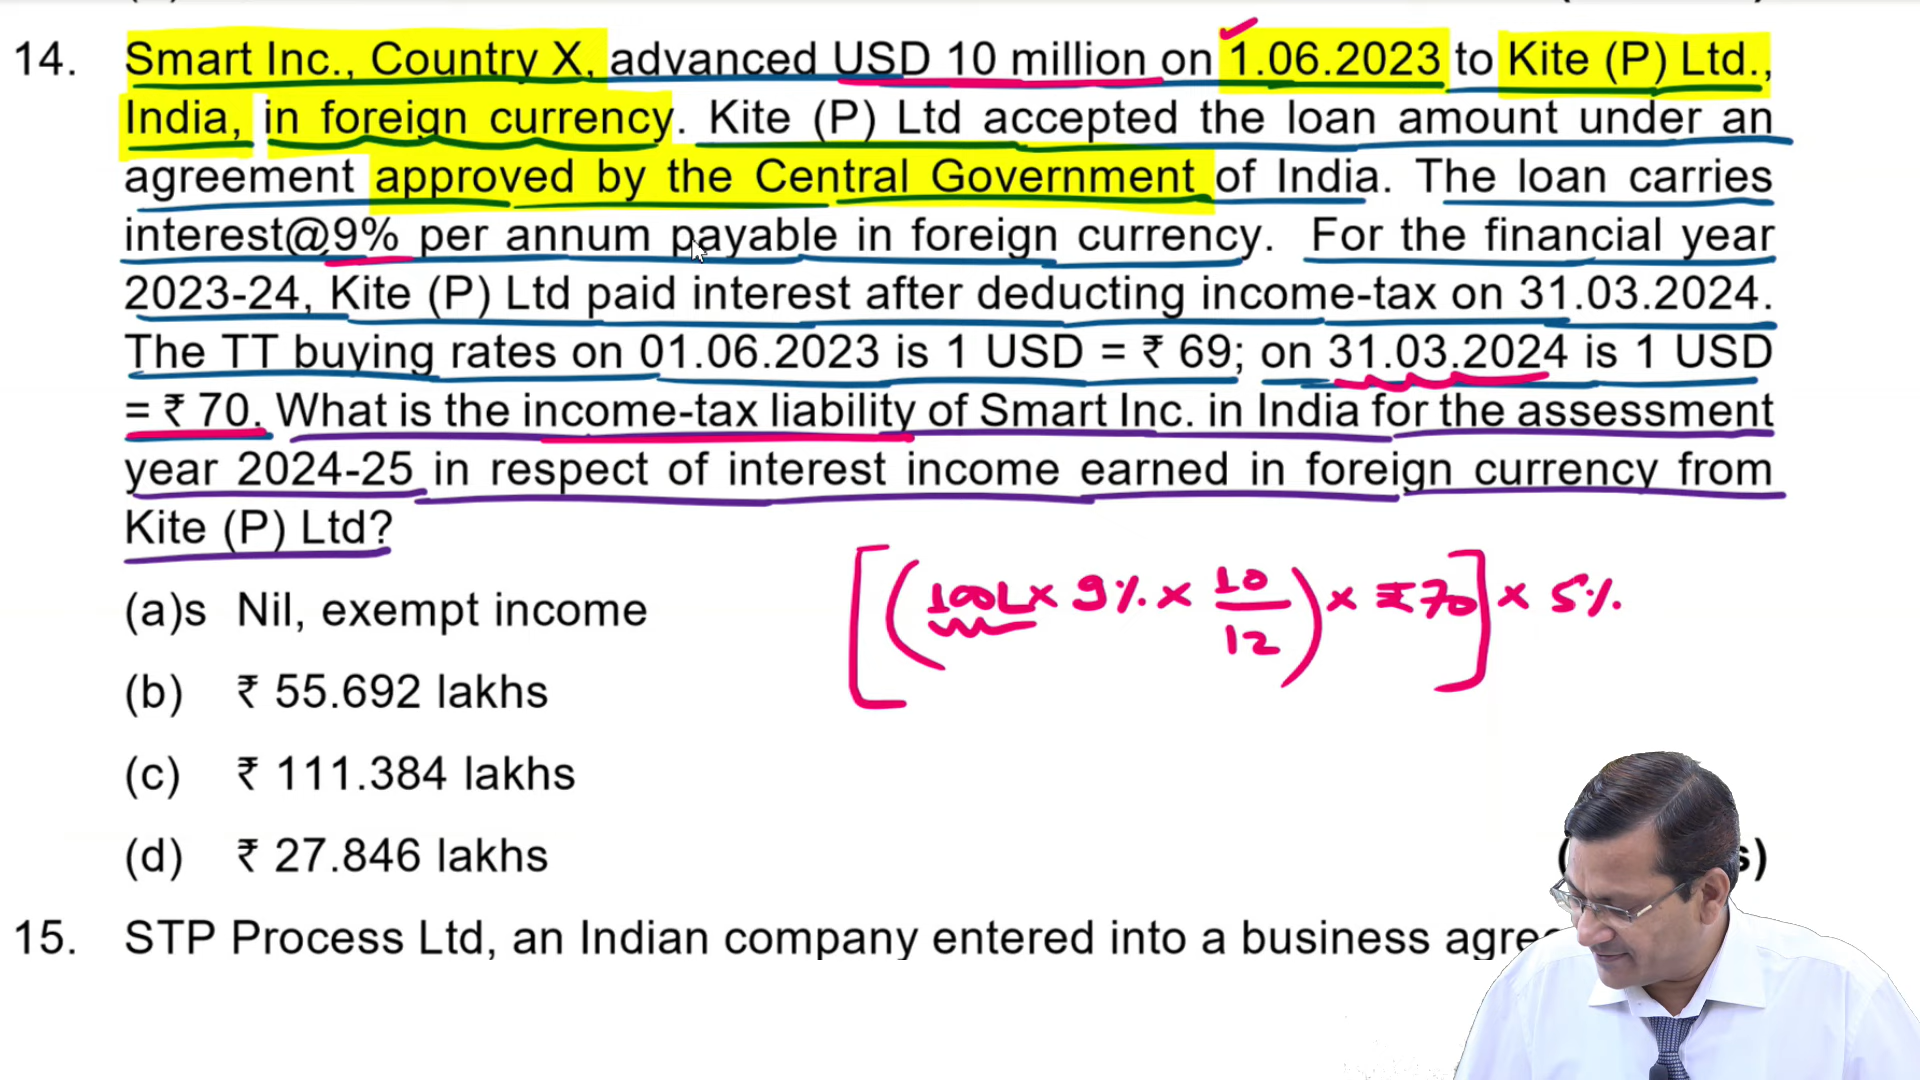 14. Smart Inc., Country X, advanced USD 10 million on 1.06.2023 to Kite (P) Ltd.,
India, in foreign currency. Kite (P) Ltd accepted the loan amount under an
agreement approved by the Central Government of India. The loan carries
interest@9% per annum payable in foreign currency. For the financial year
2023-24, Kite (P) Ltd paid interest after deducting income-tax on 31.03.2024.
The TT buying rates on 01.06.2023 is 1 USD = ₹ 69; on 31.03.2024 is 1 USD
= ₹ 70. What is the income-tax liability of Smart Inc. in India for the assessment
year 2024-25 in respect of interest income earned in foreign currency from
Kite (P) Ltd?
[(100L × 9% × 10/12) × ₹70] × 5%
(a)s Nil, exempt income
(b) ₹ 55.692 lakhs
(c) ₹ 111.384 lakhs
(d) ₹ 27.846 lakhs
15. STP Process Ltd, an Indian company entered into a business